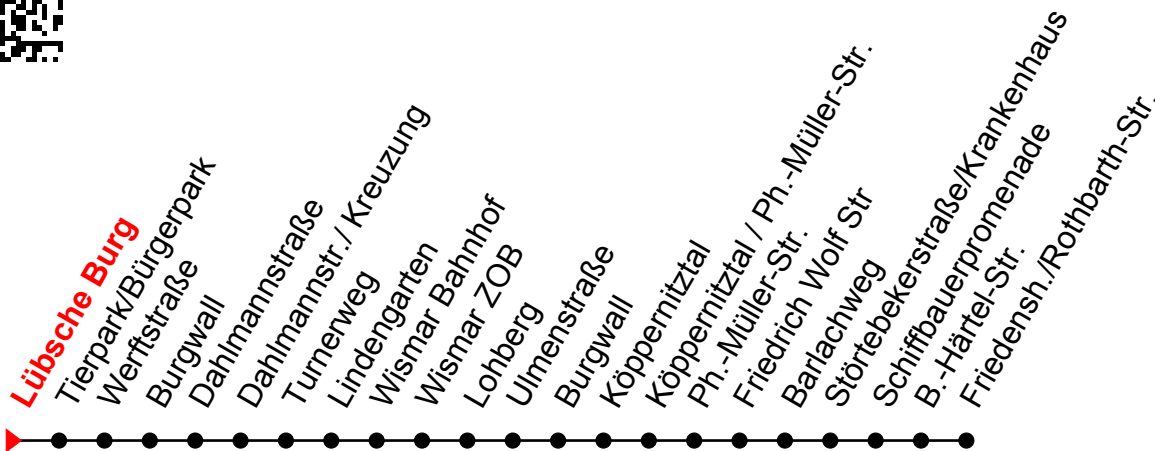 Lübsche Burg
Tierpark/Bürgerpark
Werftstraße
Burgwall
Dahlmannstraße
Dahlmannstr./ Kreuzung
Turnerweg
Lindengarten
Wismar Bahnhof
Wismar ZOB
Lohberg
Ulmenstraße
Burgwall
Köppernitztal
Köppernitztal / Ph.-Müller-Str.
Ph.-Müller-Str.
Friedrich Wolf Str
Barlachweg
Störtebekerstraße/Krankenhaus
Schiffbauerpromenade
B.-Härtel-Str.
Friedensh./Rothbarth-Str.